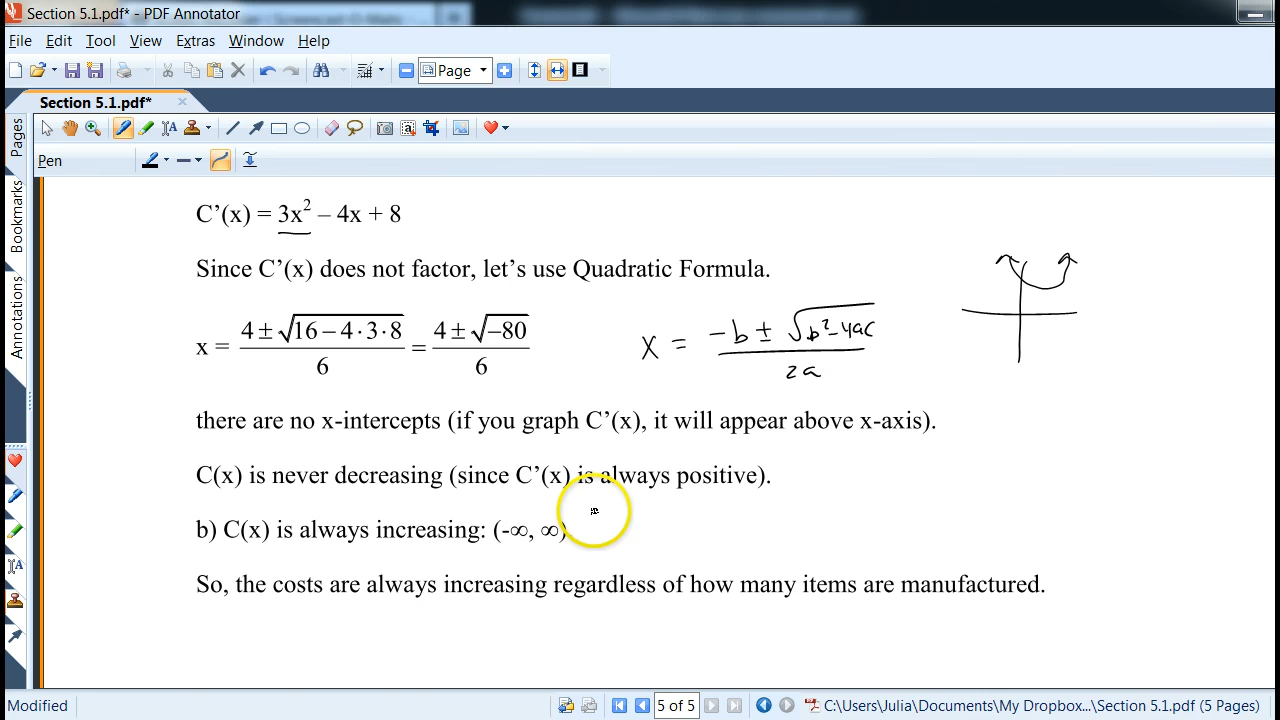 Section 5.1.pdf* - PDF Annotator
File Edit Tool View Extras Window Help
Page
Section 5.1.pdf* ×
Pen
Pages
Bookmarks
Annotations
C’(x) = 3x² – 4x + 8
Since C’(x) does not factor, let’s use Quadratic Formula.
x = (4 ± √(16 − 4 · 3 · 8))/6 = (4 ± √(−80))/6
x = (-b ± √(b² - 4ac))/2a
there are no x-intercepts (if you graph C’(x), it will appear above x-axis).
C(x) is never decreasing (since C’(x) is always positive).
b) C(x) is always increasing: (-∞, ∞)
So, the costs are always increasing regardless of how many items are manufactured.
Modified
5 of 5
C:\Users\Julia\Documents\My Dropbox...\Section 5.1.pdf (5 Pages)